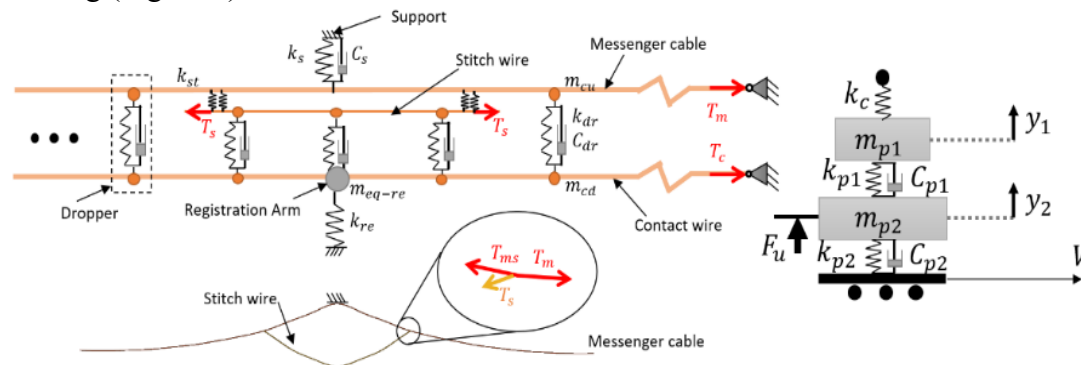 Support
Messenger cable
k_s
C_s
Stitch wire
k_st
m_cu
T_s
T_s
k_dr
C_dr
T_m
T_c
m_eq-re
m_cd
Dropper
Registration Arm
k_re
Contact wire
T_ms
T_m
T_s
Stitch wire
Messenger cable
k_c
y_1
m_p1
k_p1
C_p1
y_2
m_p2
F_u
k_p2
C_p2